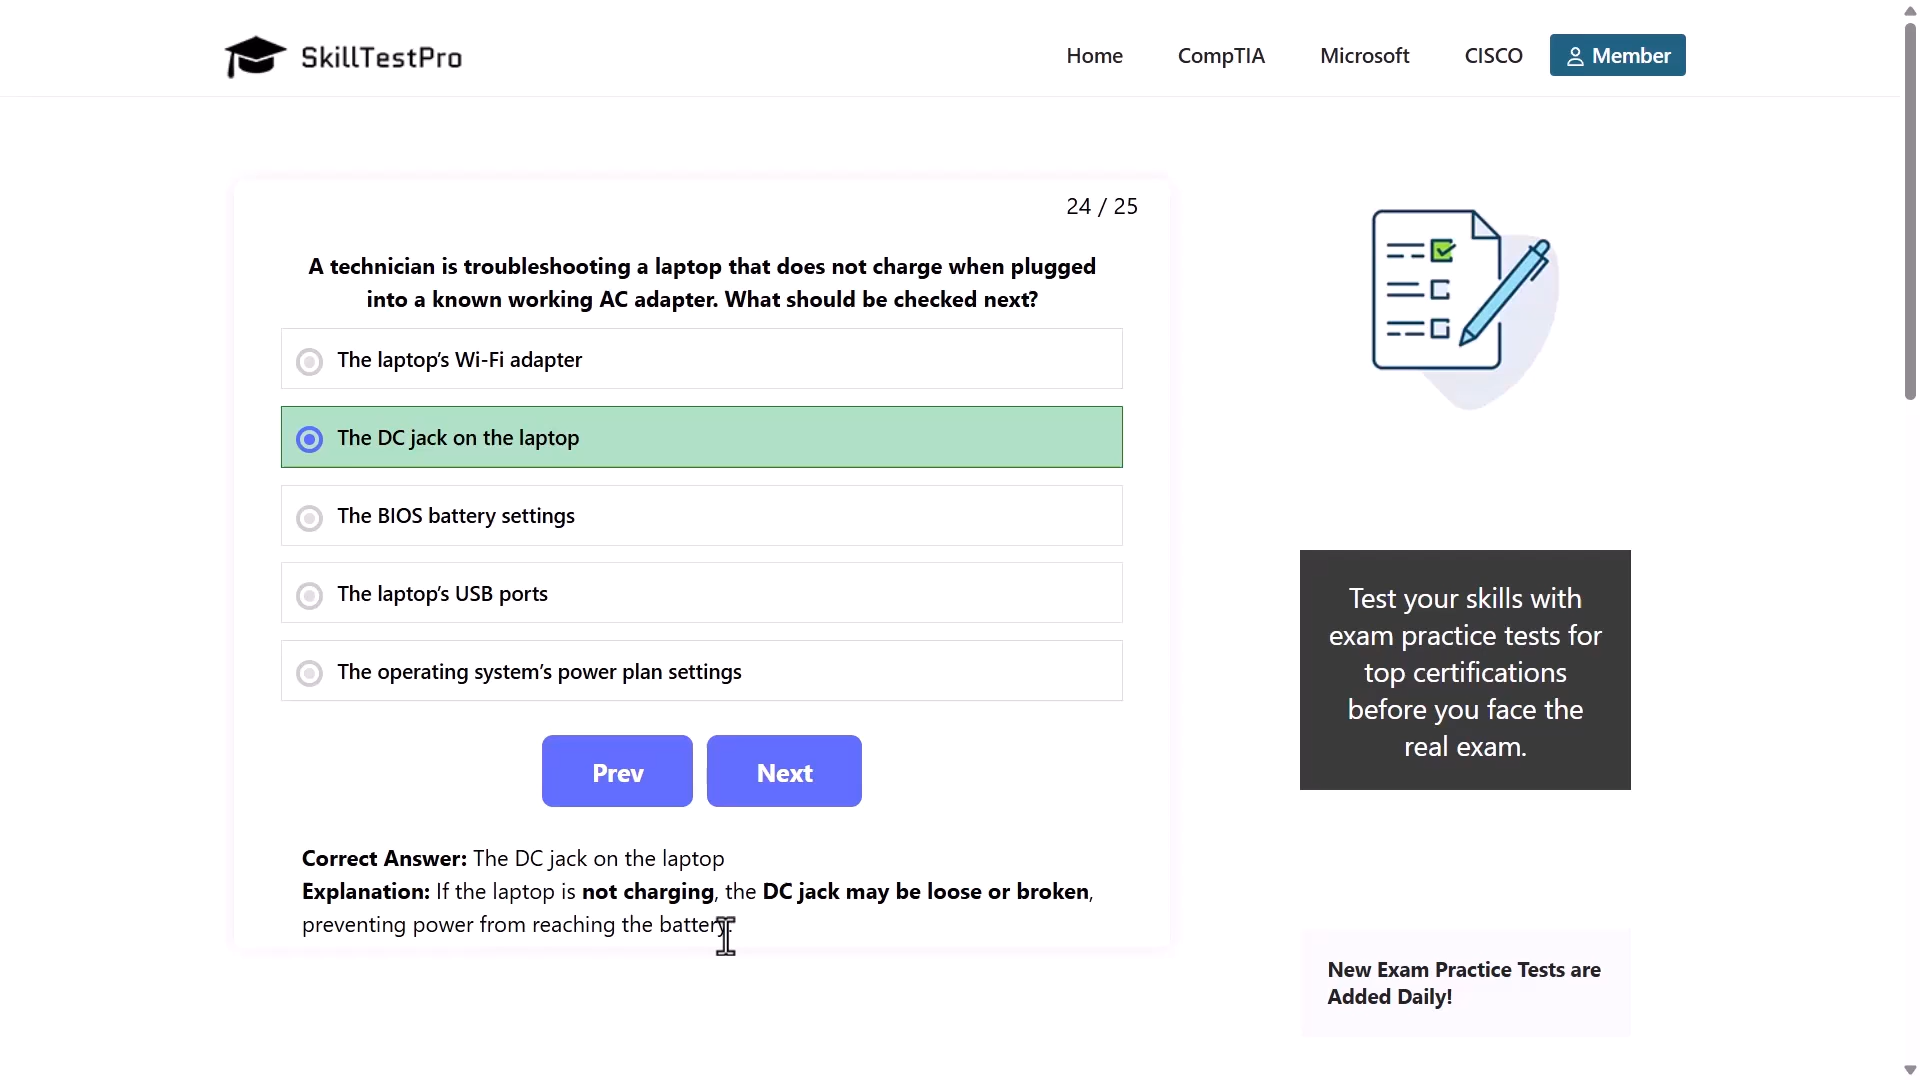 SkillTestPro
Home
CompTIA
Microsoft
CISCO
Member
24 / 25
A technician is troubleshooting a laptop that does not charge when plugged
into a known working AC adapter. What should be checked next?
The laptop’s Wi-Fi adapter
The DC jack on the laptop
The BIOS battery settings
The laptop’s USB ports
The operating system’s power plan settings
Prev
Next
Correct Answer: The DC jack on the laptop
Explanation: If the laptop is not charging, the DC jack may be loose or broken,
preventing power from reaching the battery.
Test your skills with
exam practice tests for
top certifications
before you face the
real exam.
New Exam Practice Tests are
Added Daily!